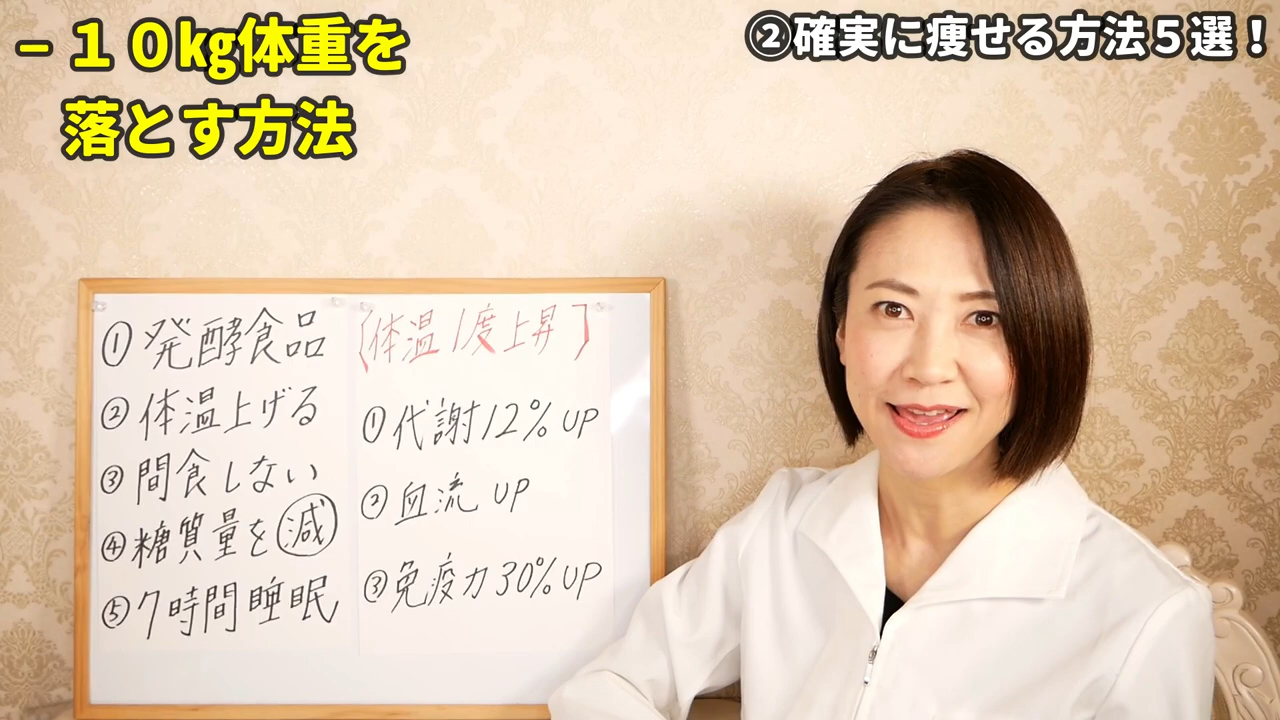 −１０㎏体重を
落とす方法
②確実に痩せる方法５選！
①発酵食品
②体温上げる
③間食しない
④糖質量を減
⑤7時間睡眠
[体温1度上昇]
①代謝12%UP
②血流UP
③免疫力30%UP